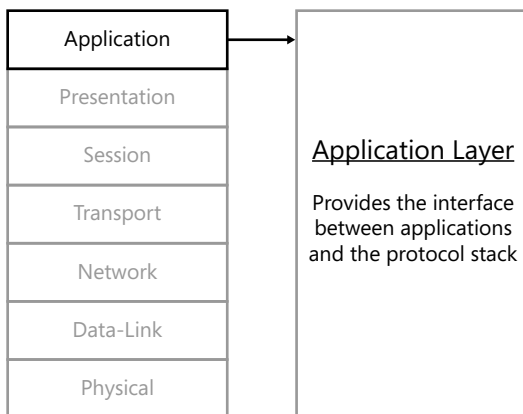 Application
Presentation
Session
Transport
Network
Data-Link
Physical
Application Layer
Provides the interface
between applications
and the protocol stack